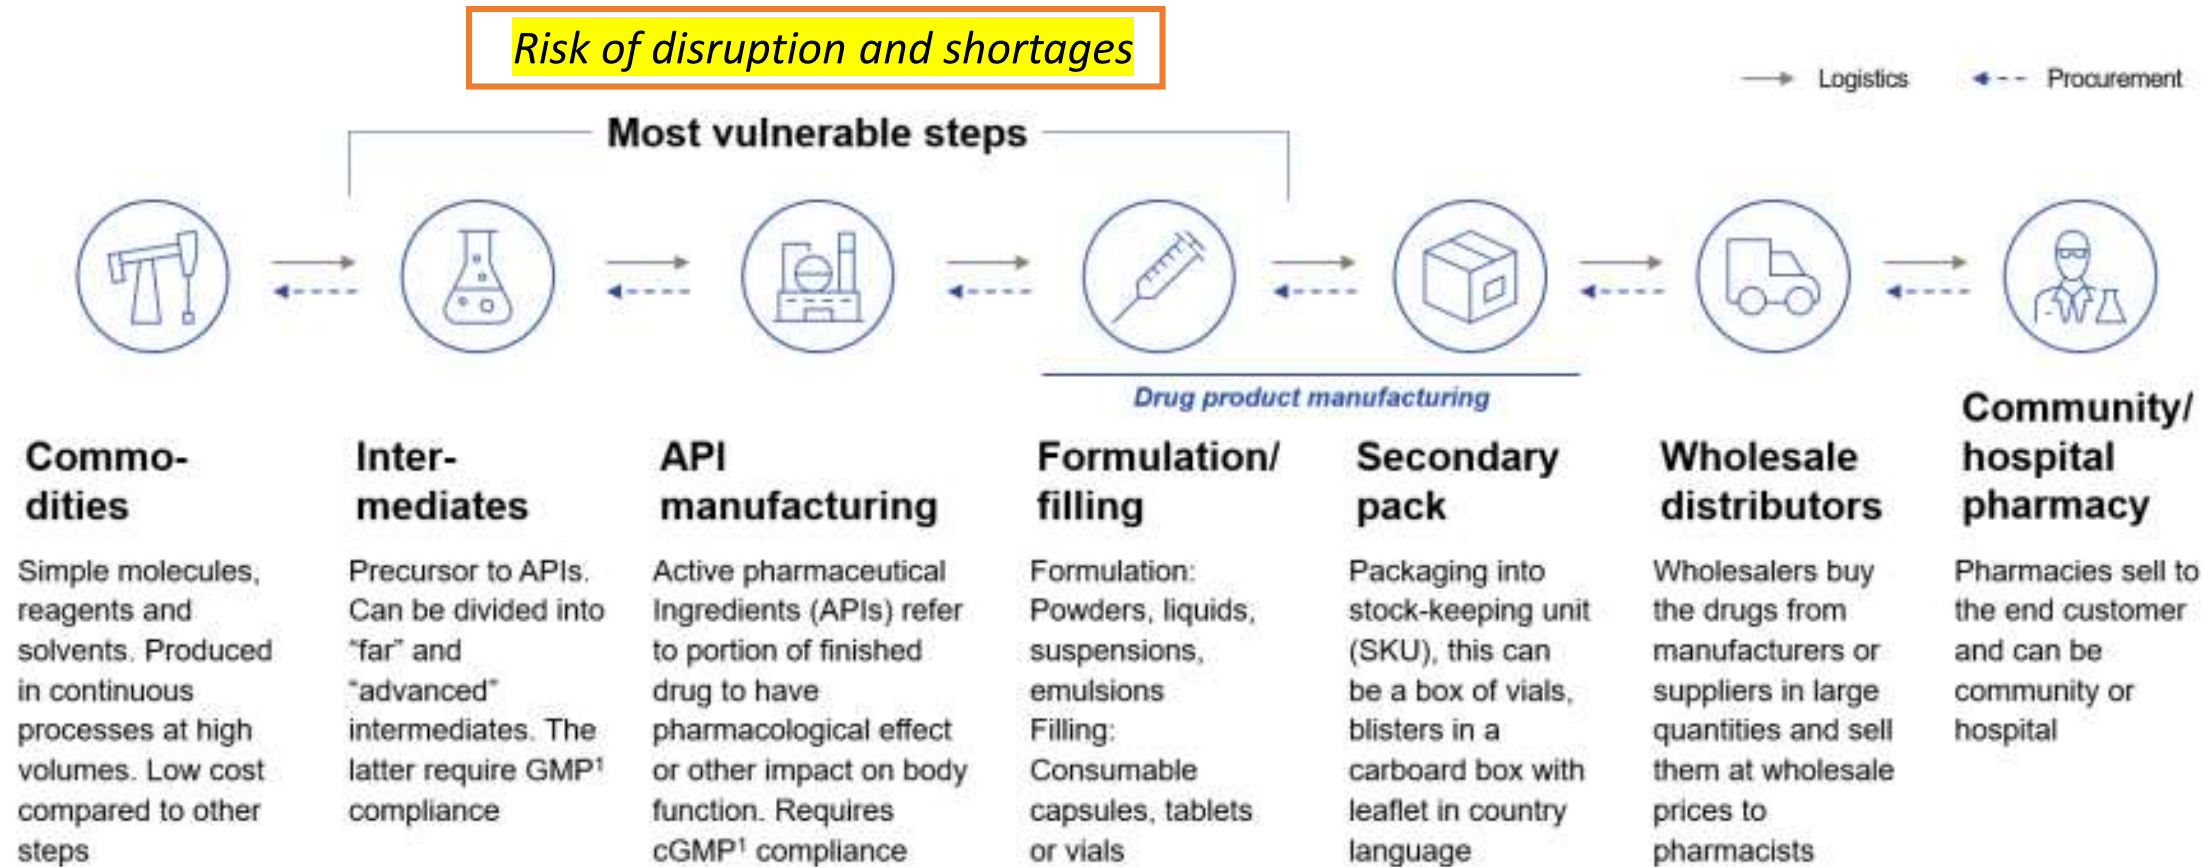 Risk of disruption and shortages
Logistics
Procurement
Most vulnerable steps
Drug product manufacturing
Commo-
dities
Simple molecules,
reagents and
solvents. Produced
in continuous
processes at high
volumes. Low cost
compared to other
steps
Inter-
mediates
Precursor to APIs.
Can be divided into
“far” and
“advanced”
intermediates. The
latter require GMP¹
compliance
API
manufacturing
Active pharmaceutical
Ingredients (APIs) refer
to portion of finished
drug to have
pharmacological effect
or other impact on body
function. Requires
cGMP¹ compliance
Formulation/
filling
Formulation:
Powders, liquids,
suspensions,
emulsions
Filling:
Consumable
capsules, tablets
or vials
Secondary
pack
Packaging into
stock-keeping unit
(SKU), this can
be a box of vials,
blisters in a
carboard box with
leaflet in country
language
Wholesale
distributors
Wholesalers buy
the drugs from
manufacturers or
suppliers in large
quantities and sell
them at wholesale
prices to
pharmacists
Community/
hospital
pharmacy
Pharmacies sell to
the end customer
and can be
community or
hospital